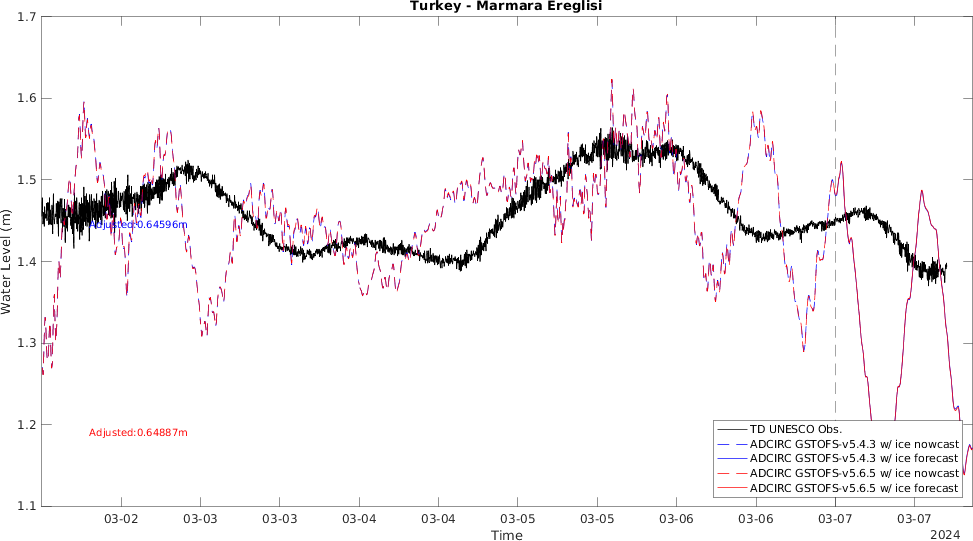 Turkey - Marmara Ereglisi
1.7
1.6
1.5
1.4
1.3
1.2
1.1
Water Level (m)
Adjusted:0.64596m
Adjusted:0.64887m
TD UNESCO Obs.
ADCIRC GSTOFS-v5.4.3 w/ ice nowcast
ADCIRC GSTOFS-v5.4.3 w/ ice forecast
ADCIRC GSTOFS-v5.6.5 w/ ice nowcast
ADCIRC GSTOFS-v5.6.5 w/ ice forecast
03-02 03-03 03-03 03-04 03-04 03-05 03-05 03-06 03-06 03-07 03-07
Time
2024